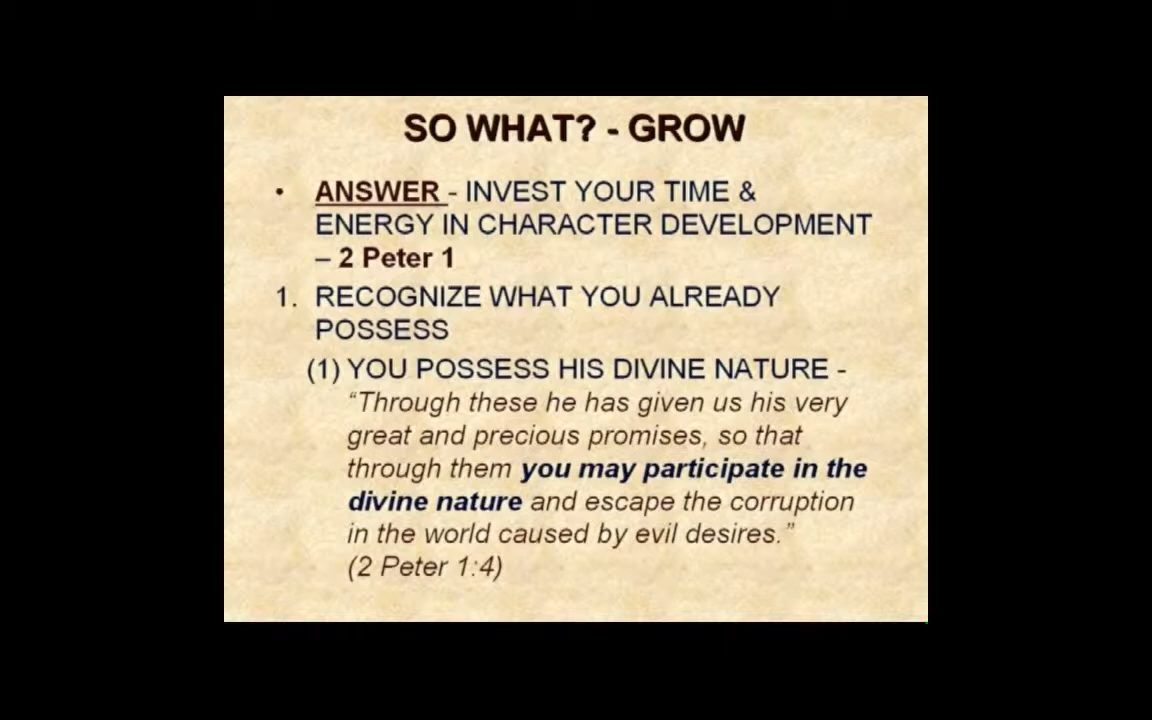 SO WHAT? - GROW
• ANSWER - INVEST YOUR TIME &
ENERGY IN CHARACTER DEVELOPMENT
– 2 Peter 1
1. RECOGNIZE WHAT YOU ALREADY
POSSESS
(1) YOU POSSESS HIS DIVINE NATURE -
“Through these he has given us his very
great and precious promises, so that
through them you may participate in the
divine nature and escape the corruption
in the world caused by evil desires.”
(2 Peter 1:4)